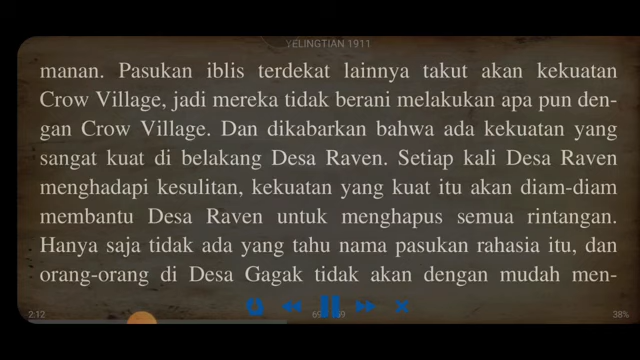 YELINGTIAN 1911
manan. Pasukan iblis terdekat lainnya takut akan kekuatan
Crow Village, jadi mereka tidak berani melakukan apa pun den-
gan Crow Village. Dan dikabarkan bahwa ada kekuatan yang
sangat kuat di belakang Desa Raven. Setiap kali Desa Raven
menghadapi kesulitan, kekuatan yang kuat itu akan diam-diam
membantu Desa Raven untuk menghapus semua rintangan.
Hanya saja tidak ada yang tahu nama pasukan rahasia itu, dan
orang-orang di Desa Gagak tidak akan dengan mudah men-
2:12
38%